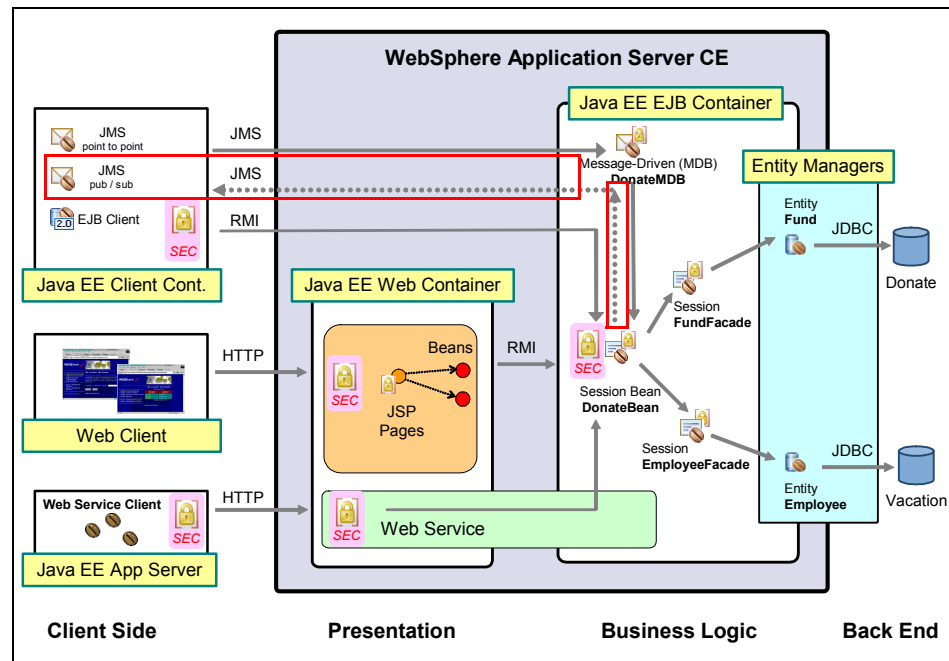 WebSphere Application Server CE
Java EE EJB Container
JMS
point to point
JMS
Message-Driven (MDB)
DonateMDB
JMS
pub / sub
JMS
Entity Managers
2.0
EJB Client
SEC
RMI
Java EE Client Cont.
Entity
Fund
JDBC
Donate
Session
FundFacade
Java EE Web Container
HTTP
SEC
Beans
JSP
Pages
RMI
SEC
Session Bean
DonateBean
Web Client
Session
EmployeeFacade
JDBC
Entity
Employee
Vacation
Web Service Client
SEC
HTTP
SEC
Web Service
Java EE App Server
Client Side
Presentation
Business Logic
Back End